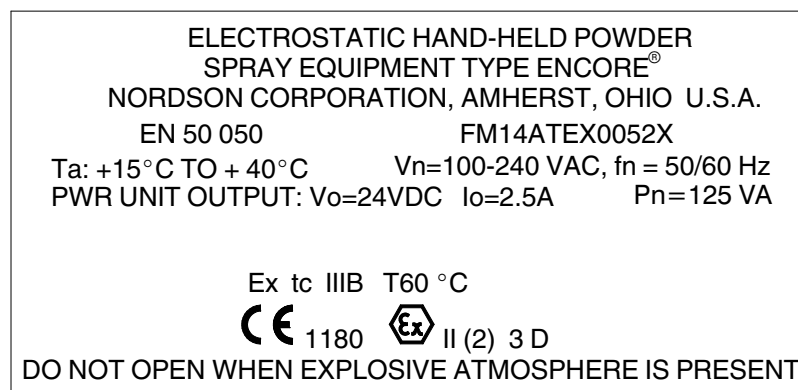 ELECTROSTATIC HAND-HELD POWDER
SPRAY EQUIPMENT TYPE ENCORE®
NORDSON CORPORATION, AMHERST, OHIO U.S.A.
EN 50 050 FM14ATEX0052X
Ta: +15°C TO + 40°C Vn=100-240 VAC, fn = 50/60 Hz
PWR UNIT OUTPUT: Vo=24VDC Io=2.5A Pn=125 VA
Ex tc IIIB T60 °C
CE 1180 Ex II (2) 3 D
DO NOT OPEN WHEN EXPLOSIVE ATMOSPHERE IS PRESENT